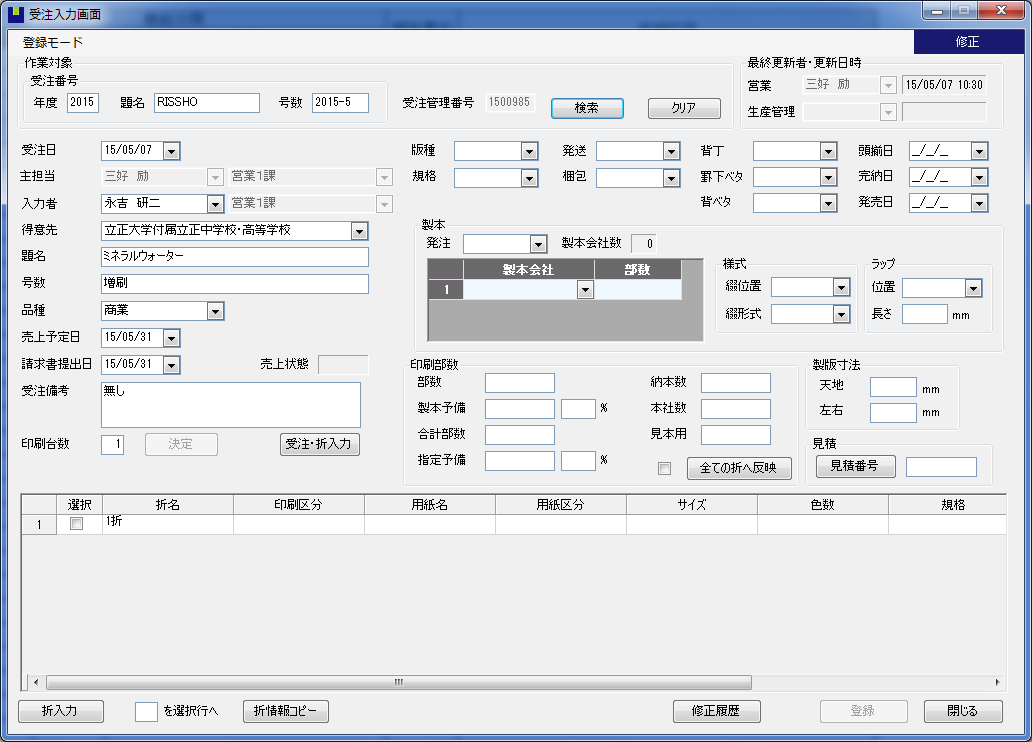 受注入力画面
登録モード
修正
作業対象
受注番号
年度 2015 題名 RISSHO 号数 2015-5 受注管理番号 1500985 検索 クリア
最終更新者・更新日時
営業 三好 励 15/05/07 10:30
生産管理
受注日 15/05/07
主担当 三好 励 営業1課
入力者 永吉 研二 営業1課
得意先 立正大学付属立正中学校・高等学校
題名 ミネラルウォーター
号数 増刷
品種 商業
売上予定日 15/05/31
請求書提出日 15/05/31 売上状態
受注備考 無し
印刷台数 1 決定 受注・折入力
版種 発送 背丁 頭揃日 _/_/_
規格 梱包 罫下ベタ 完納日 _/_/_
背ベタ 発売日 _/_/_
製本
発注 製本会社数 0
製本会社 部数
1
様式
綴位置
綴形式
ラップ
位置
長さ mm
印刷部数
部数 納本数
製本予備 % 本社数
合計部数 見本用
指定予備 % 全ての折へ反映
製版寸法
天地 mm
左右 mm
見積
見積番号
選択 折名 印刷区分 用紙名 用紙区分 サイズ 色数 規格
1 1折
折入力 を選択行へ 折情報コピー 修正履歴 登録 閉じる